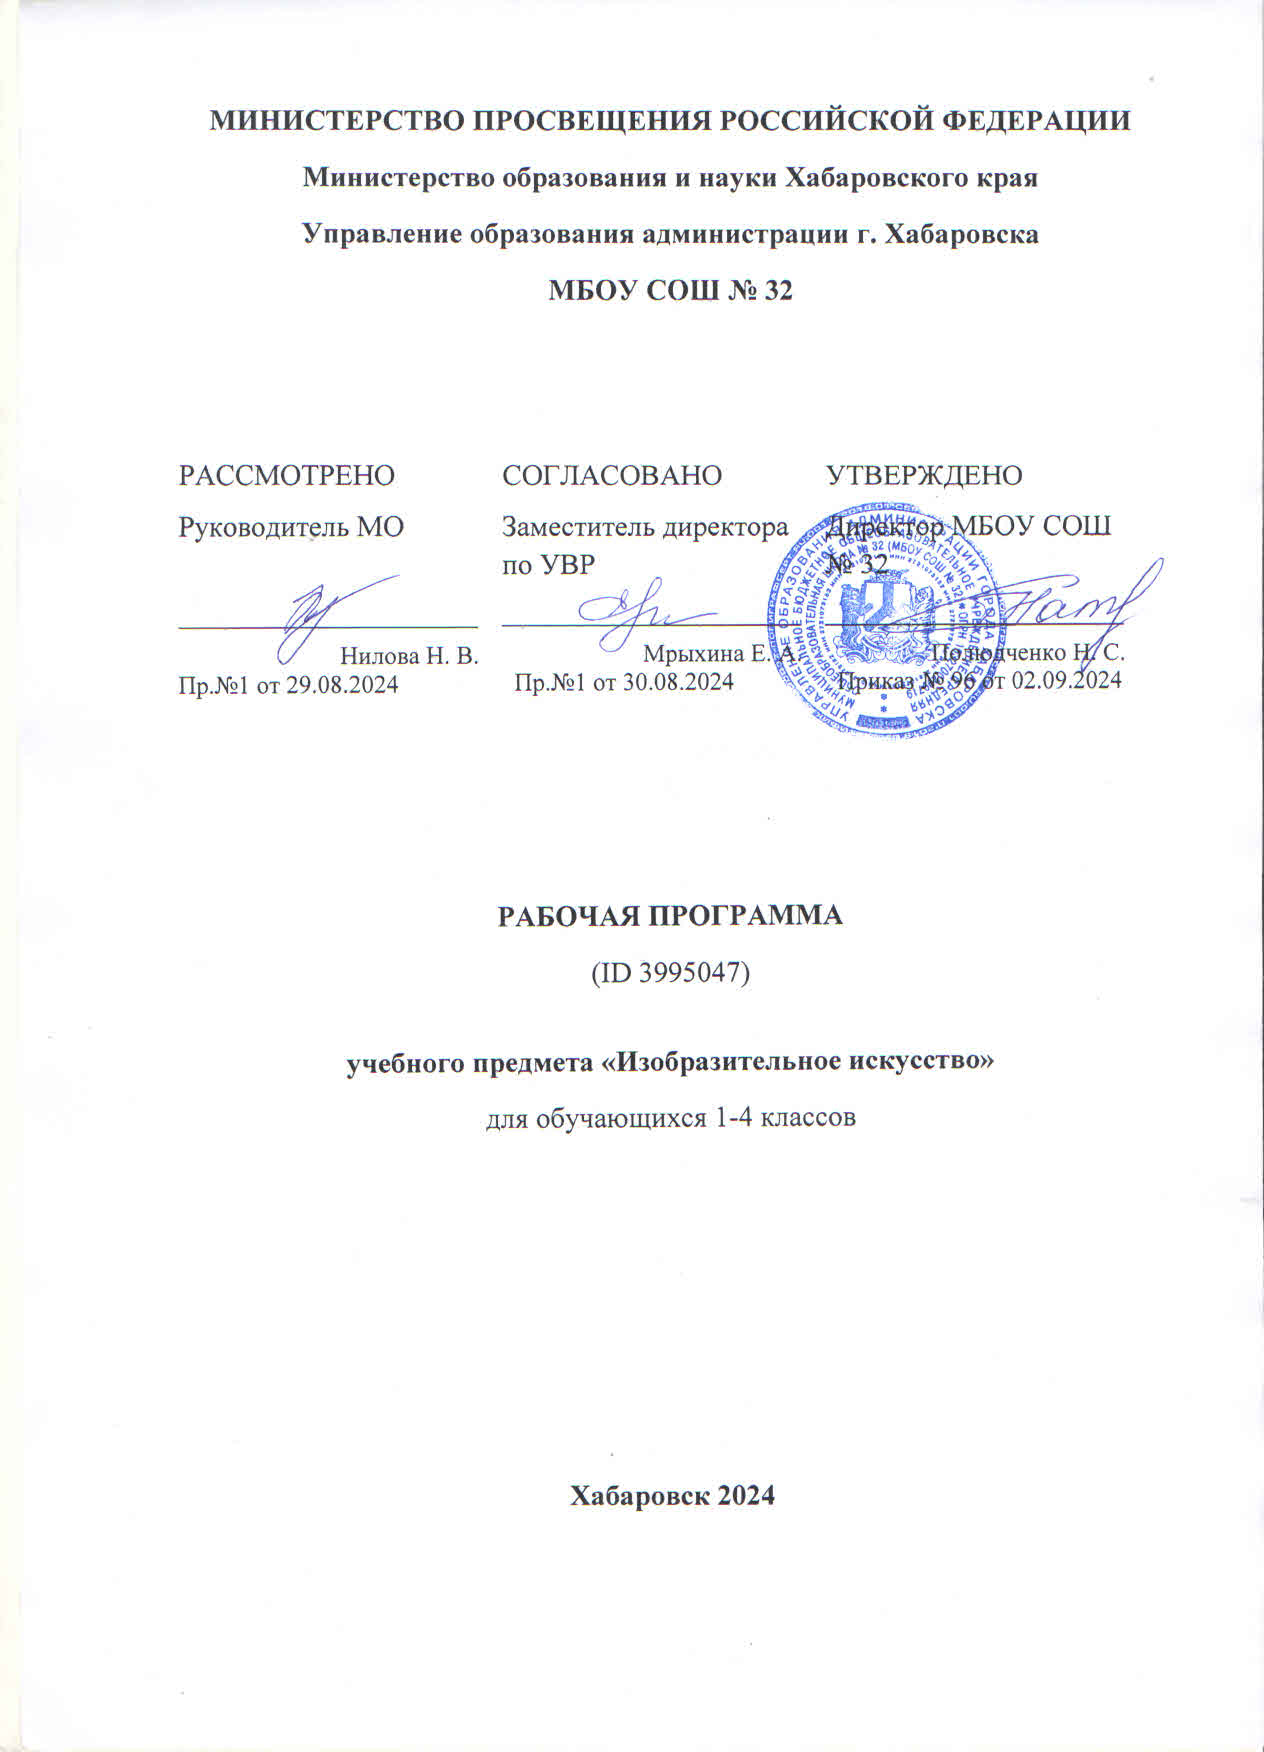 МИНИСТЕРСТВО ПРОСВЕЩЕНИЯ РОССИЙСКОЙ ФЕДЕРАЦИИ
Министерство образования и науки Хабаровского края
Управление образования администрации г. Хабаровска
МБОУ СОШ № 32
РАССМОТРЕНО
Руководитель МО
Нилова Н. В.
Пр.№1 от 29.08.2024
СОГЛАСОВАНО
Заместитель директора
по УВР
Мрыхина Е. А.
Пр.№1 от 30.08.2024
УТВЕРЖДЕНО
Директор МБОУ СОШ
№ 32
Н. С.
Приказ № 96 от 02.09.2024
РАБОЧАЯ ПРОГРАММА
(ID 3995047)
учебного предмета «Изобразительное искусство»
для обучающихся 1-4 классов
Хабаровск 2024